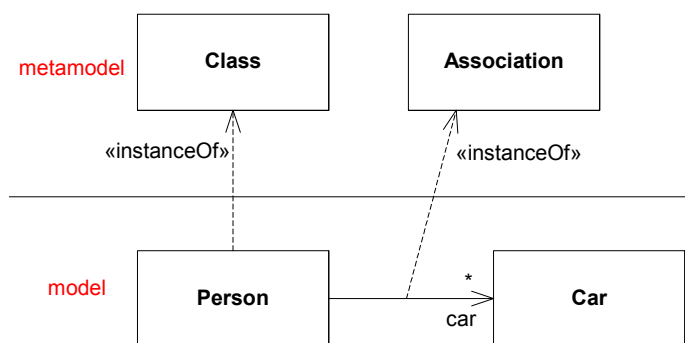 metamodel
Class
Association
«instanceOf»
«instanceOf»
model
Person
*
car
Car